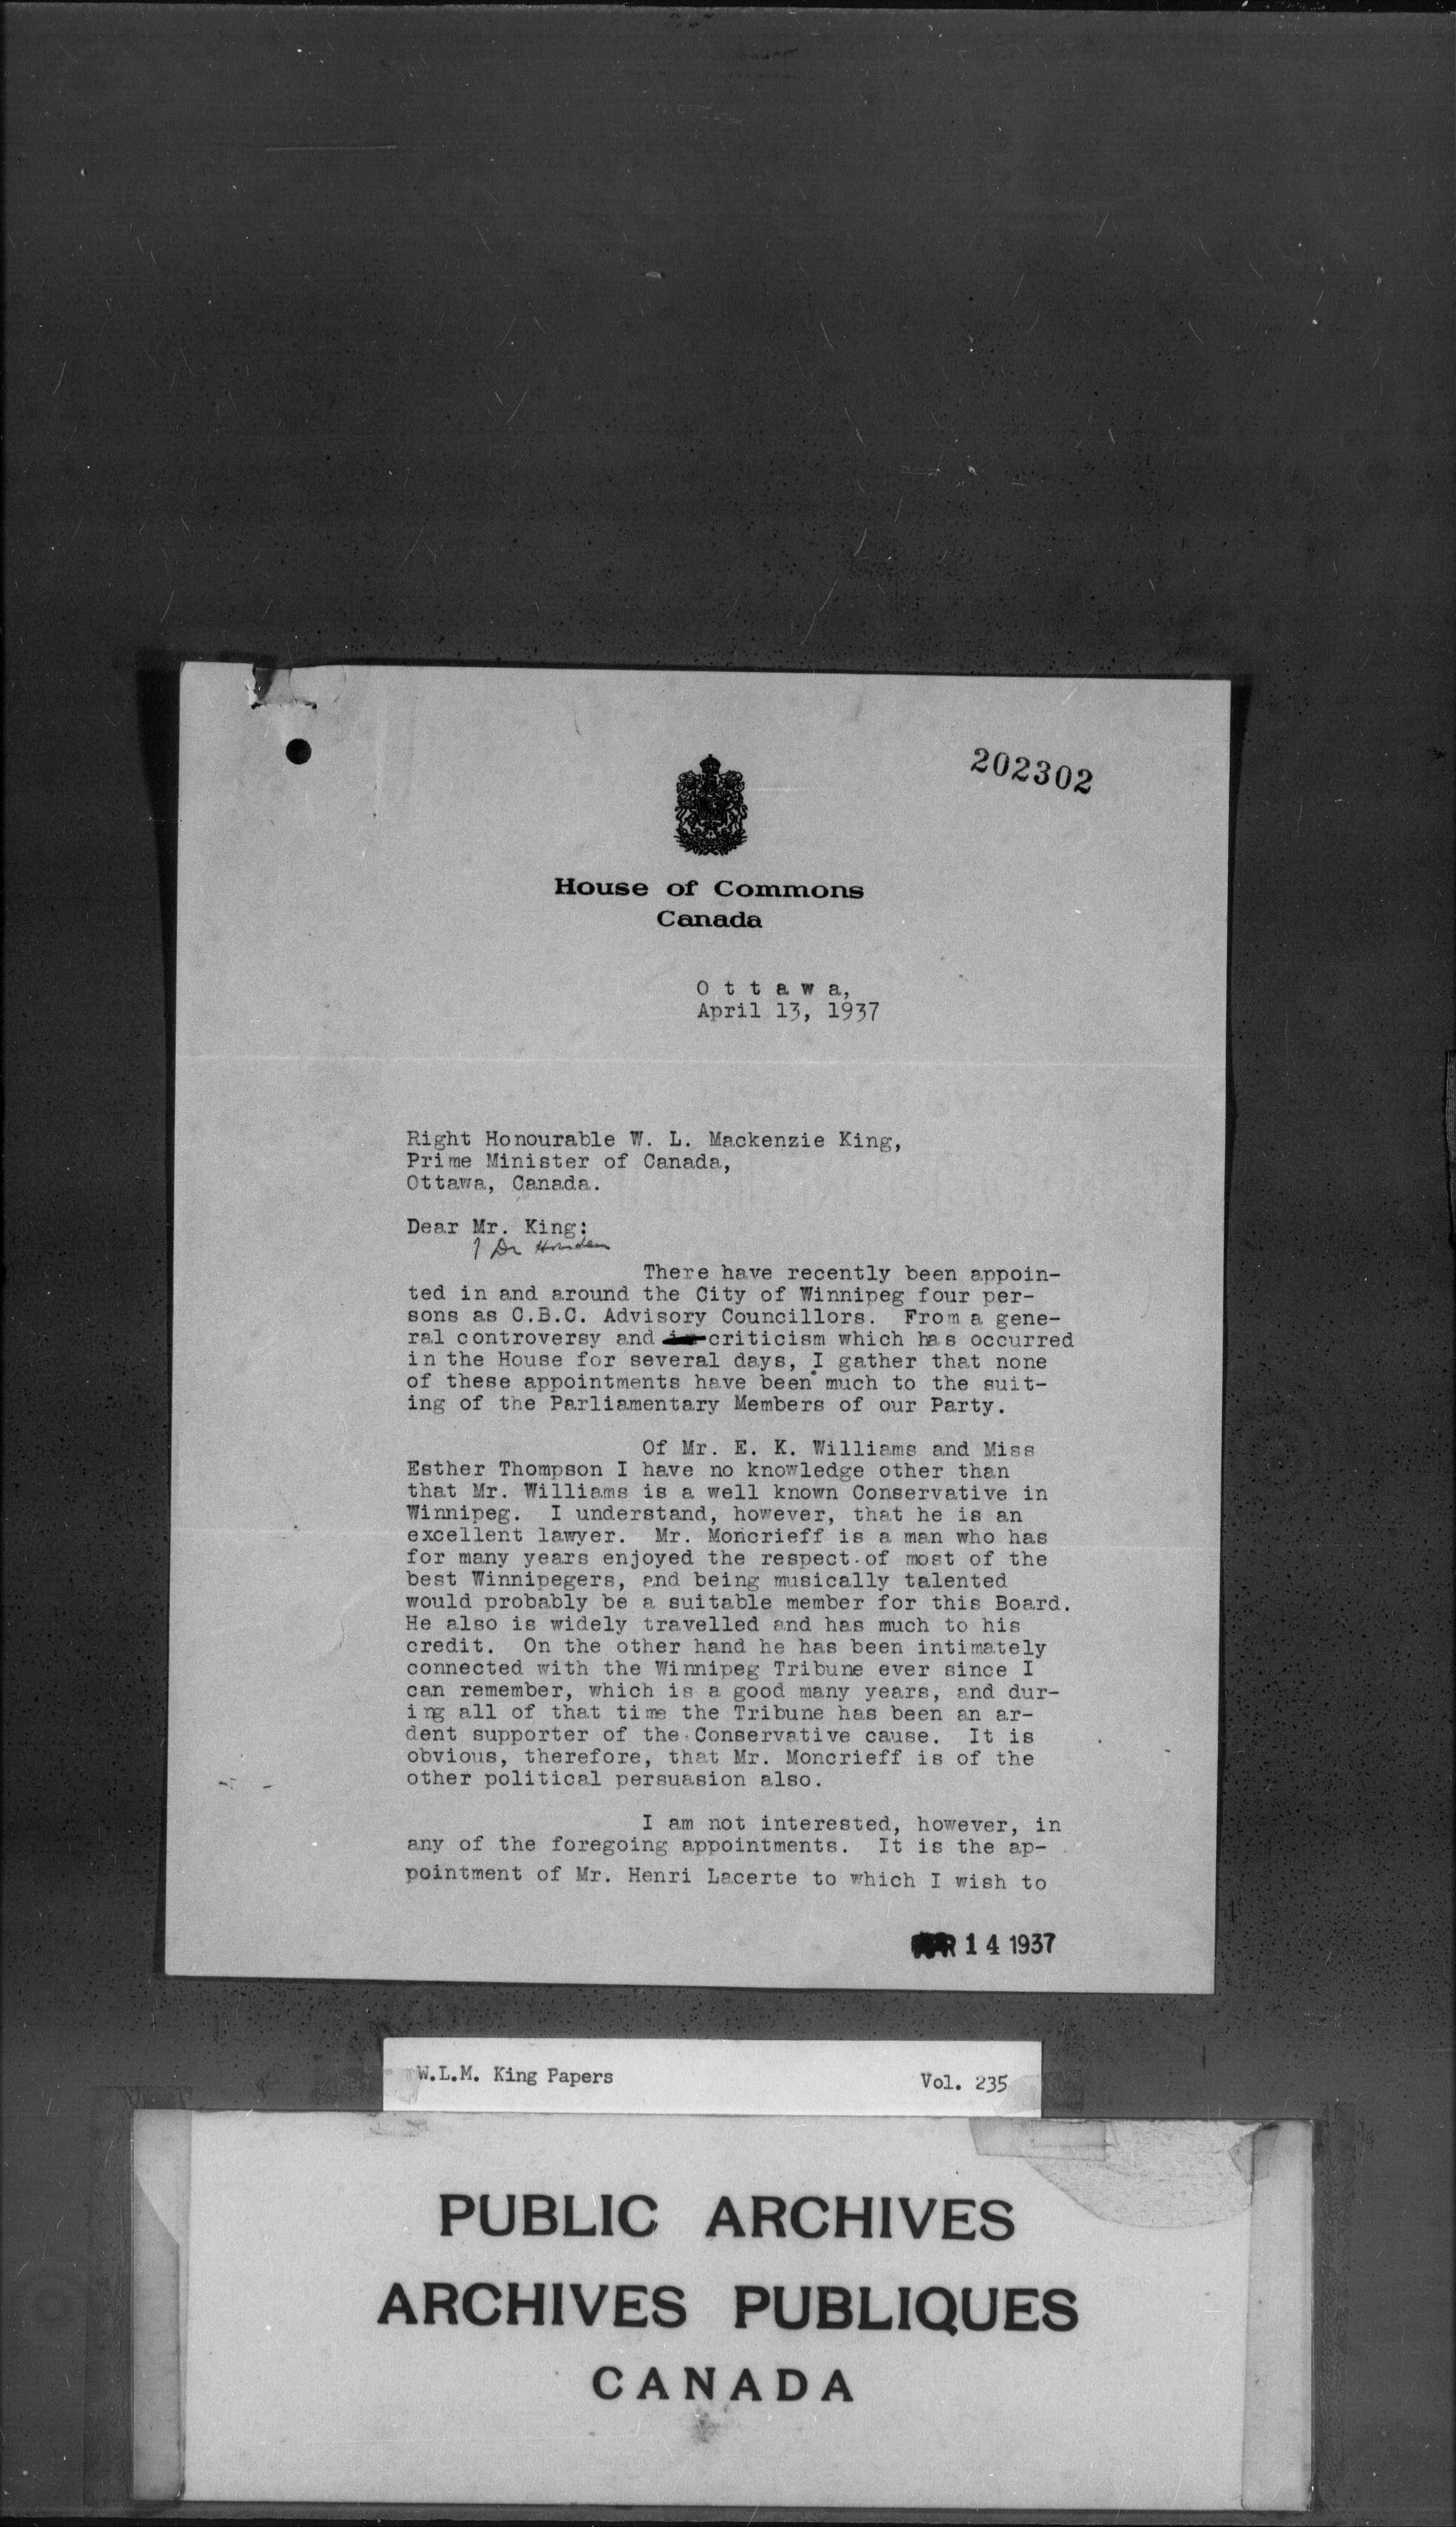 202302
House of Commons
Canada
O t t a w a,
April 13, 1937
Right Honourable W. L. Mackenzie King,
Prime Minister of Canada,
Ottawa, Canada.
Dear Mr. King:
Dr Howden
There have recently been appoin-
ted in and around the City of Winnipeg four per-
sons as C.B.C. Advisory Councillors. From a gene-
ral controversy and criticism which has occurred
in the House for several days, I gather that none
of these appointments have been much to the suit-
ing of the Parliamentary Members of our Party.
Of Mr. E. K. Williams and Miss
Esther Thompson I have no knowledge other than
that Mr. Williams is a well known Conservative in
Winnipeg. I understand, however, that he is an
excellent lawyer. Mr. Moncrieff is a man who has
for many years enjoyed the respect of most of the
best Winnipegers, and being musically talented
would probably be a suitable member for this Board.
He also is widely travelled and has much to his
credit. On the other hand he has been intimately
connected with the Winnipeg Tribune ever since I
can remember, which is a good many years, and dur-
ing all of that time the Tribune has been an ar-
dent supporter of the Conservative cause. It is
obvious, therefore, that Mr. Moncrieff is of the
other political persuasion also.
I am not interested, however, in
any of the foregoing appointments. It is the ap-
pointment of Mr. Henri Lacerte to which I wish to
14 1937
W.L.M. King Papers Vol. 235
PUBLIC ARCHIVES
ARCHIVES PUBLIQUES
CANADA